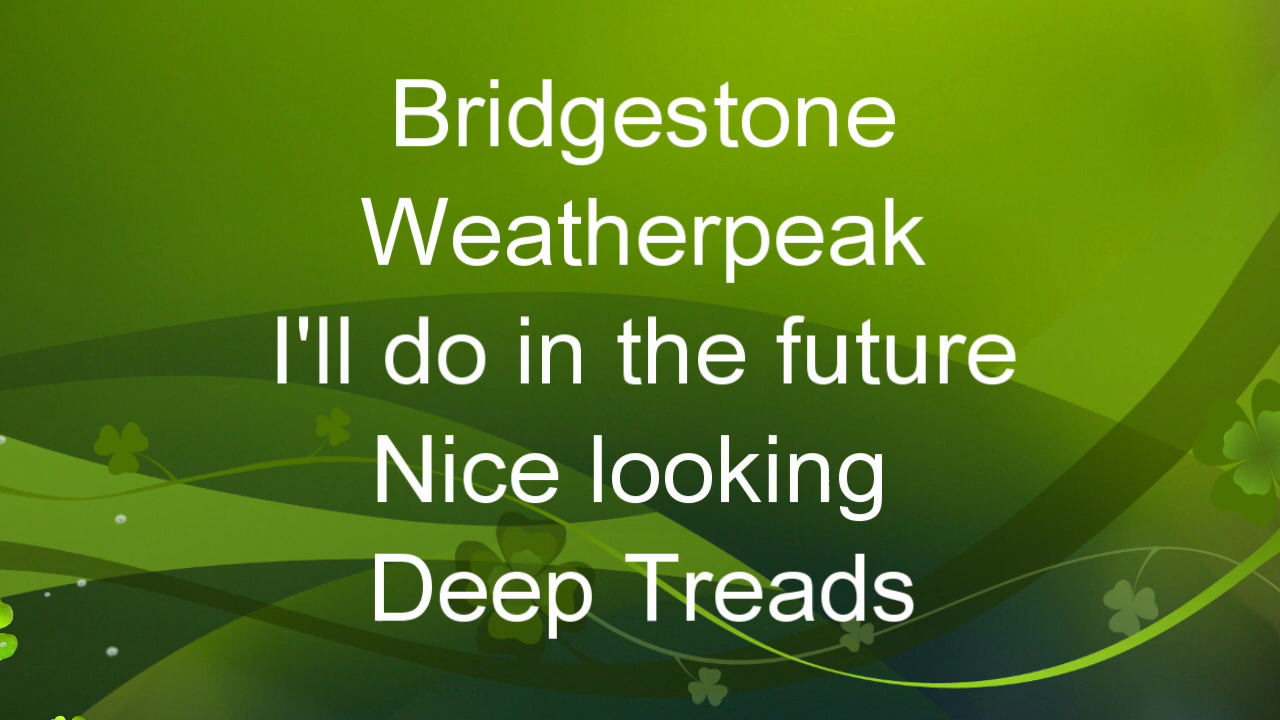 Bridgestone
Weatherpeak
I'll do in the future
Nice looking
Deep Treads